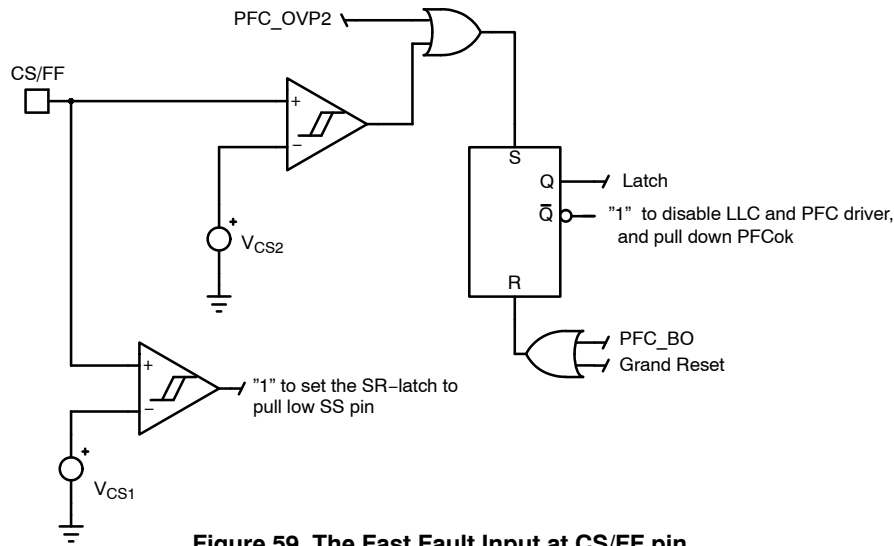 PFC_OVP2
CS/FF
+
−
S
Q
Latch
Q̅
"1" to disable LLC and PFC driver,
and pull down PFCok
+
VCS2
R
PFC_BO
Grand Reset
+
−
"1" to set the SR−latch to
pull low SS pin
+
VCS1
Figure 59. The Fast Fault Input at CS/FF pin